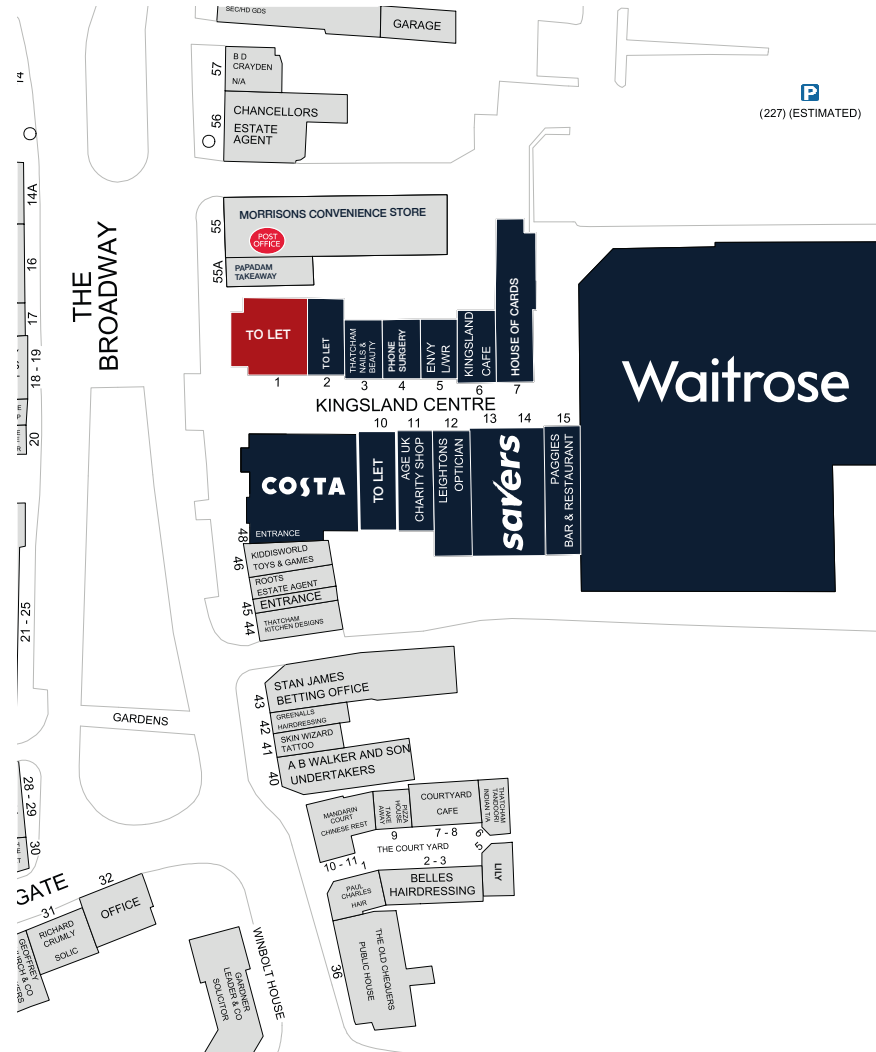 SEC/HD GDS
GARAGE
57
B D
CRAYDEN
N/A
14
56
CHANCELLORS
ESTATE
AGENT
P
(227) (ESTIMATED)
14A
55
MORRISONS CONVENIENCE STORE
POST
OFFICE
55A
PAPADAM
TAKEAWAY
16
THE
BROADWAY
17
18 - 19
20
TO LET
1
TO LET
2
THATCHAM
NAILS &
BEAUTY
3
PHONE
SURGERY
4
ENVY
L/WR
5
KINGSLAND
CAFE
6
HOUSE OF CARDS
7
Waitrose
KINGSLAND CENTRE
10
11
12
13
14
15
COSTA
TO LET
AGE UK
CHARITY SHOP
LEIGHTONS
OPTICIAN
savers
PAGGIES
BAR & RESTAURANT
48
ENTRANCE
46
KIDDISWORLD
TOYS & GAMES
ROOTS
ESTATE AGENT
45
ENTRANCE
44
THATCHAM
KITCHEN DESIGNS
21 - 25
43
STAN JAMES
BETTING OFFICE
42
GREENALLS
HAIRDRESSING
41
SKIN WIZARD
TATTOO
40
A B WALKER AND SON
UNDERTAKERS
GARDENS
28 - 29
30
MANDARIN
COURT
CHINESE REST
10 - 11
PIZZA
HOUSE
TAKE
AWAY
9
COURTYARD
CAFE
7 - 8
THATCHAM
TANDOORI
INDIAN T/A
6
5
THE COURT YARD
1
2 - 3
PAUL
CHARLES
HAIR
BELLES
HAIRDRESSING
LILY
GATE
31
32
RICHARD
CRUMLY
SOLIC
OFFICE
GEOFFREY
URCH & CO
ERS
WINBOLT HOUSE
GARDNER
LEADER & CO
SOLICITOR
36
THE OLD CHEQUERS
PUBLIC HOUSE